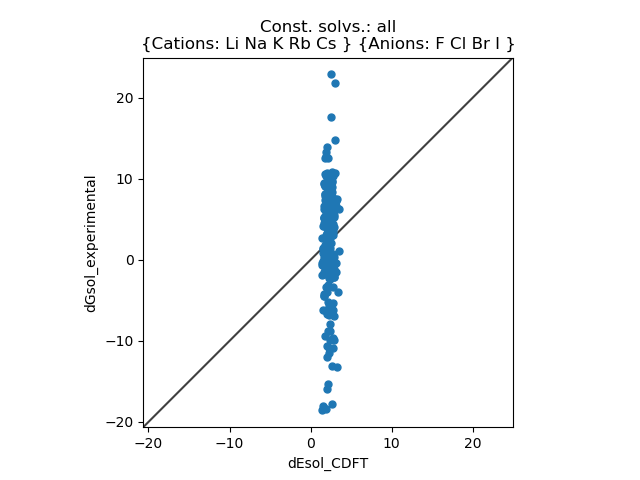 Const. solvs.: all
{Cations: Li Na K Rb Cs } {Anions: F Cl Br I }
20
10
0
−10
−20
dGsol_experimental
−20
−10
0
10
20
dEsol_CDFT